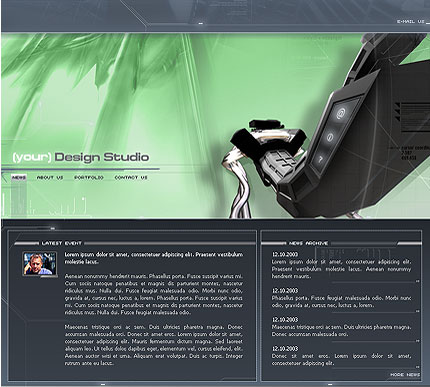 E-MAIL US
(your) Design Studio
NEWS ABOUT US PORTFOLIO CONTACT US
LATEST EVENT
Lorem ipsum dolor sit amet, consectetuer adipiscing elit. Praesent vestibulum
molestie lacus.
Aenean nonummy hendrerit mauris. Phasellus porta. Fusce suscipit varius mi.
Cum sociis natoque penatibus et magnis dis parturient montes, nascetur
ridiculus mus. Nulla dui. Fusce feugiat malesuada odio. Morbi nunc odio,
gravida at, cursus nec, luctus a, lorem. Phasellus porta. Fusce suscipit varius
mi. Cum sociis natoque penatibus et magnis dis parturient montes, nascetur
ridiculus mus. Nulla dui. Fusce feugiat malesuada odio.
Maecenas tristique orci ac sem. Duis ultricies pharetra magna. Donec
accumsan malesuada orci. Donec sit amet eros. Lorem ipsum dolor sit amet,
consectetuer adipiscing elit. Mauris fermentum dictum magna. Sed laoreet
aliquam leo. Ut tellus dolor, dapibus eget, elementum vel, cursus eleifend, elit.
Aenean auctor wisi et urna. Aliquam erat volutpat. Duis ac turpis. Integer
rutrum ante eu lacus.
NEWS ARCHIVE
12.10.2003
Lorem ipsum dolor sit amet, consectetuer adipiscing elit.
Praesent vestibulum molestie lacus. Aenean nonummy
hendrerit mauris.
12.10.2003
Phasellus porta. Fusce feugiat malesuada odio. Morbi nunc
odio, gravida at, cursus nec, luctus a, lorem.
12.10.2003
Maecenas tristique orci ac sem. Duis ultricies pharetra magna.
Donec accumsan malesuada orci. Donec sit amet eros.
12.10.2003
Donec sit amet eros. Lorem ipsum dolor sit amet,
consectetuer adipiscing elit. Mauris fermentum dictum magna.
MORE NEWS